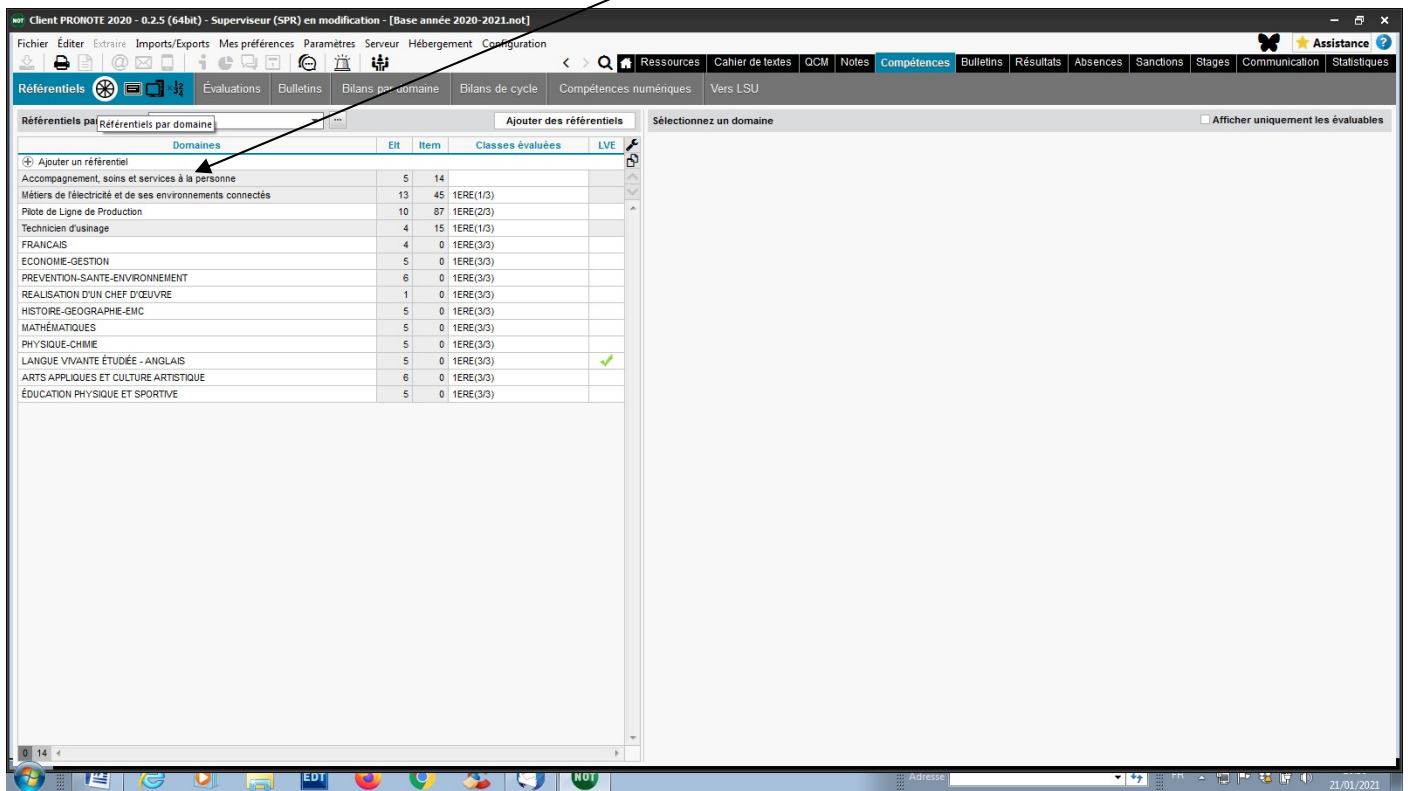 Client PRONOTE 2020 - 0.2.5 (64bit) - Superviseur (SPR) en modification - [Base année 2020-2021.not]
Fichier Éditer Extraire Imports/Exports Mes préférences Paramètres Serveur Hébergement Configuration
Assistance
Ressources Cahier de textes QCM Notes Compétences Bulletins Résultats Absences Sanctions Stages Communication Statistiques
Référentiels Évaluations Bulletins Bilans par domaine Bilans de cycle Compétences numériques Vers LSU
Référentiels pa Ajouter des référentiels Sélectionnez un domaine Afficher uniquement les évaluables
Référentiels par domaine
Domaines Elt Item Classes évaluées LVE
Ajouter un référentiel
Accompagnement, soins et services à la personne 5 14
Métiers de l'électricité et de ses environnements connectés 13 45 1ERE(1/3)
Pilote de Ligne de Production 10 87 1ERE(2/3)
Technicien d'usinage 4 15 1ERE(1/3)
FRANCAIS 4 0 1ERE(3/3)
ECONOMIE-GESTION 5 0 1ERE(3/3)
PREVENTION-SANTE-ENVIRONNEMENT 6 0 1ERE(3/3)
REALISATION D'UN CHEF D'ŒUVRE 1 0 1ERE(3/3)
HISTOIRE-GEOGRAPHIE-EMC 5 0 1ERE(3/3)
MATHÉMATIQUES 5 0 1ERE(3/3)
PHYSIQUE-CHIMIE 5 0 1ERE(3/3)
LANGUE VIVANTE ÉTUDIÉE - ANGLAIS 5 0 1ERE(3/3)
ARTS APPLIQUES ET CULTURE ARTISTIQUE 6 0 1ERE(3/3)
ÉDUCATION PHYSIQUE ET SPORTIVE 5 0 1ERE(3/3)
0 14
EDT NOT Adresse FR
21/01/2021